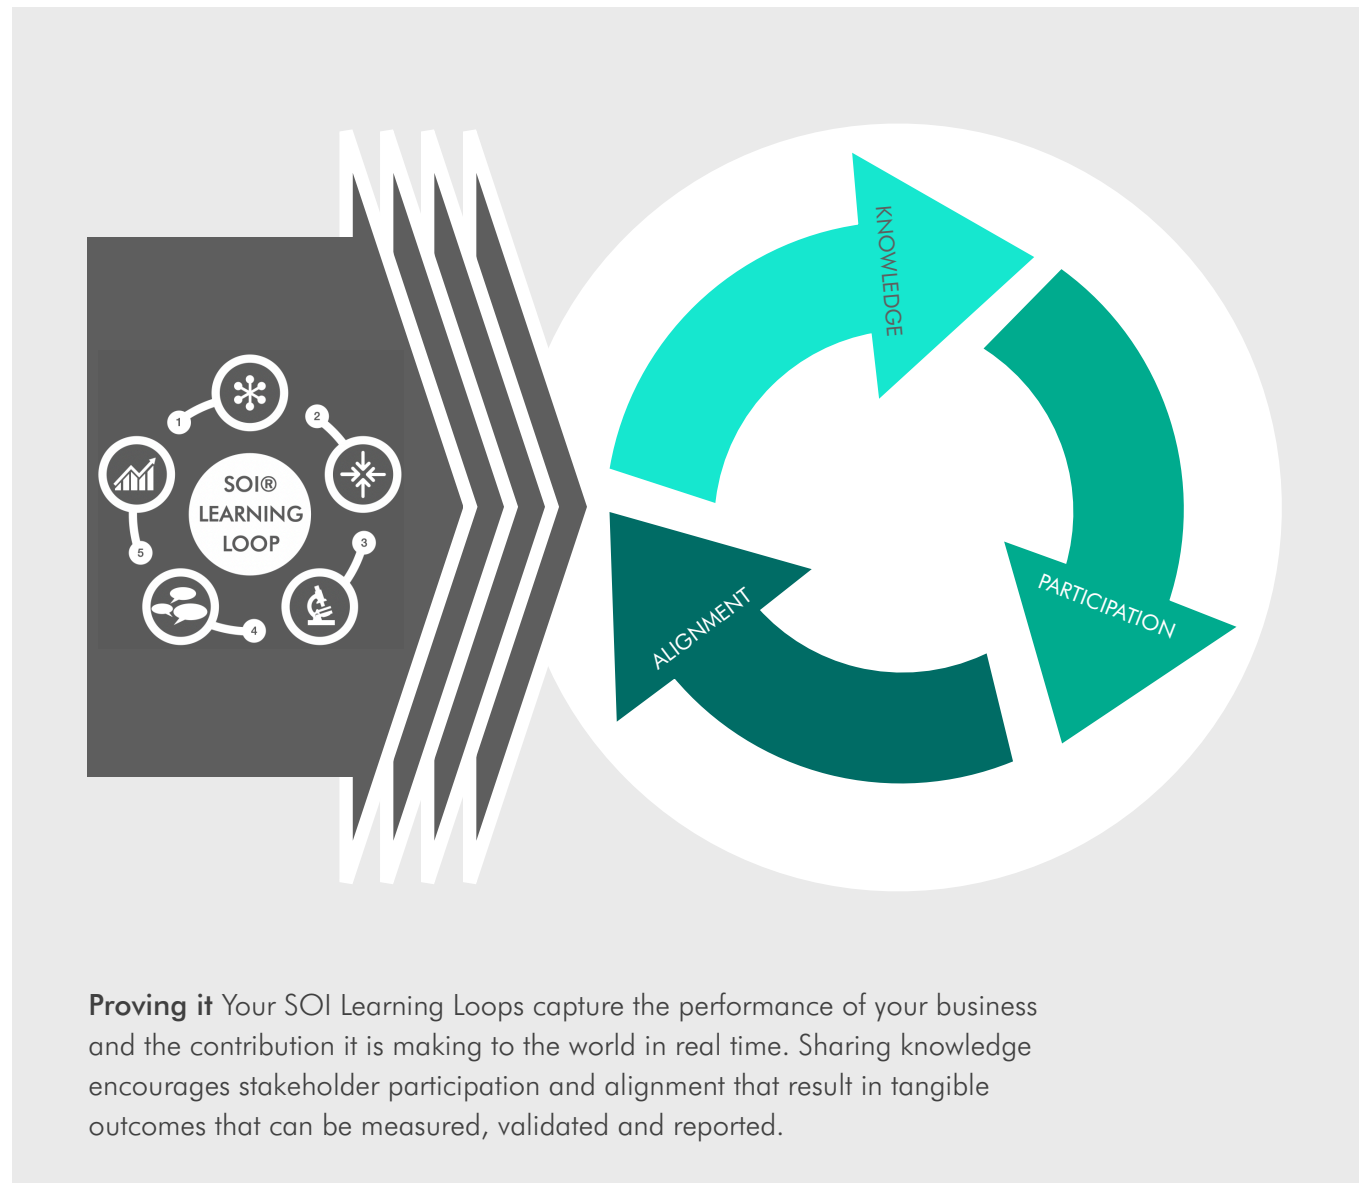 KNOWLEDGE
1
2
SOI®
LEARNING
LOOP
3
5
4
PARTICIPATION
ALIGNMENT
Proving it Your SOI Learning Loops capture the performance of your business
and the contribution it is making to the world in real time. Sharing knowledge
encourages stakeholder participation and alignment that result in tangible
outcomes that can be measured, validated and reported.